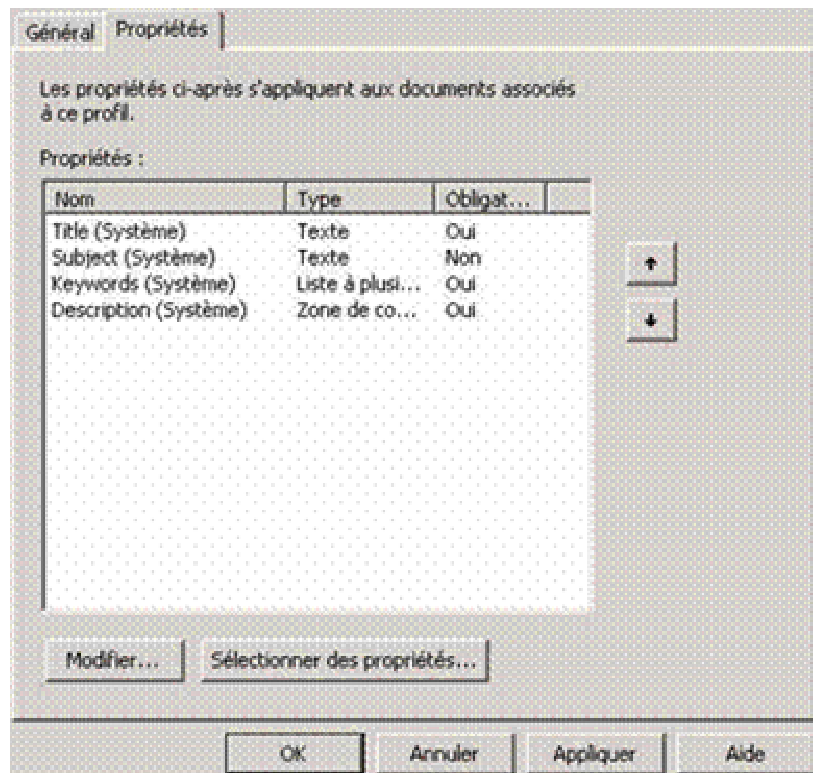 Général Propriétés
Les propriétés ci-après s'appliquent aux documents associés
à ce profil.
Propriétés :
Nom Type Obligat...
Title (Système) Texte Oui
Subject (Système) Texte Non
Keywords (Système) Liste à plusi... Oui
Description (Système) Zone de co... Oui
Modifier... Sélectionner des propriétés...
OK Annuler Appliquer Aide